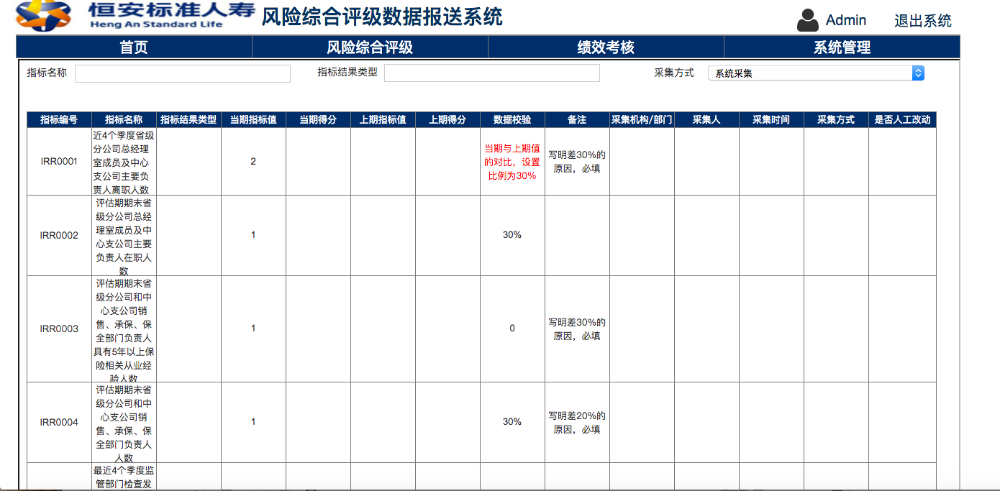 恒安标准人寿
Heng An Standard Life
风险综合评级数据报送系统
Admin
退出系统
首页
风险综合评级
绩效考核
系统管理
指标名称
指标结果类型
采集方式
系统采集
指标编号
指标名称
指标结果类型
当期指标值
当期得分
上期指标值
上期得分
数据校验
备注
采集机构/部门
采集人
采集时间
采集方式
是否人工改动
IRR0001
近4个季度省级
分公司总经理
室成员及中心
支公司主要负
责人离职人数
2
当期与上期值
的对比，设置
比例为30%
写明差30%的
原因，必填
IRR0002
评估期期末省
级分公司总经
理室成员及中
心支公司主要
负责人在职人
数
1
30%
IRR0003
评估期期末省
级分公司和中
心支公司销
售、承保、保
全部门负责人
具有5年以上保
险相关从业经
验人数
1
0
写明差30%的
原因，必填
IRR0004
评估期期末省
级分公司和中
心支公司销
售、承保、保
全部门负责人
人数
1
30%
写明差20%的
原因，必填
最近4个季度监
管部门检查发